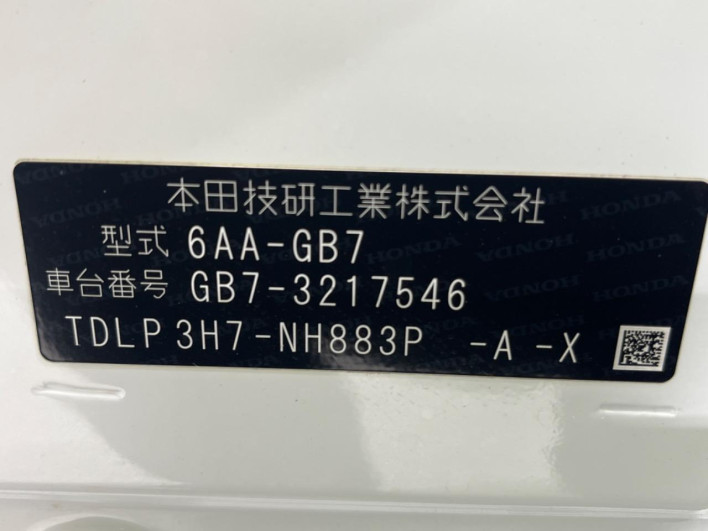 本田技研工業株式会社
型式 6AA-GB7
車台番号 GB7-3217546
TDLP 3H7-NH883P -A -X